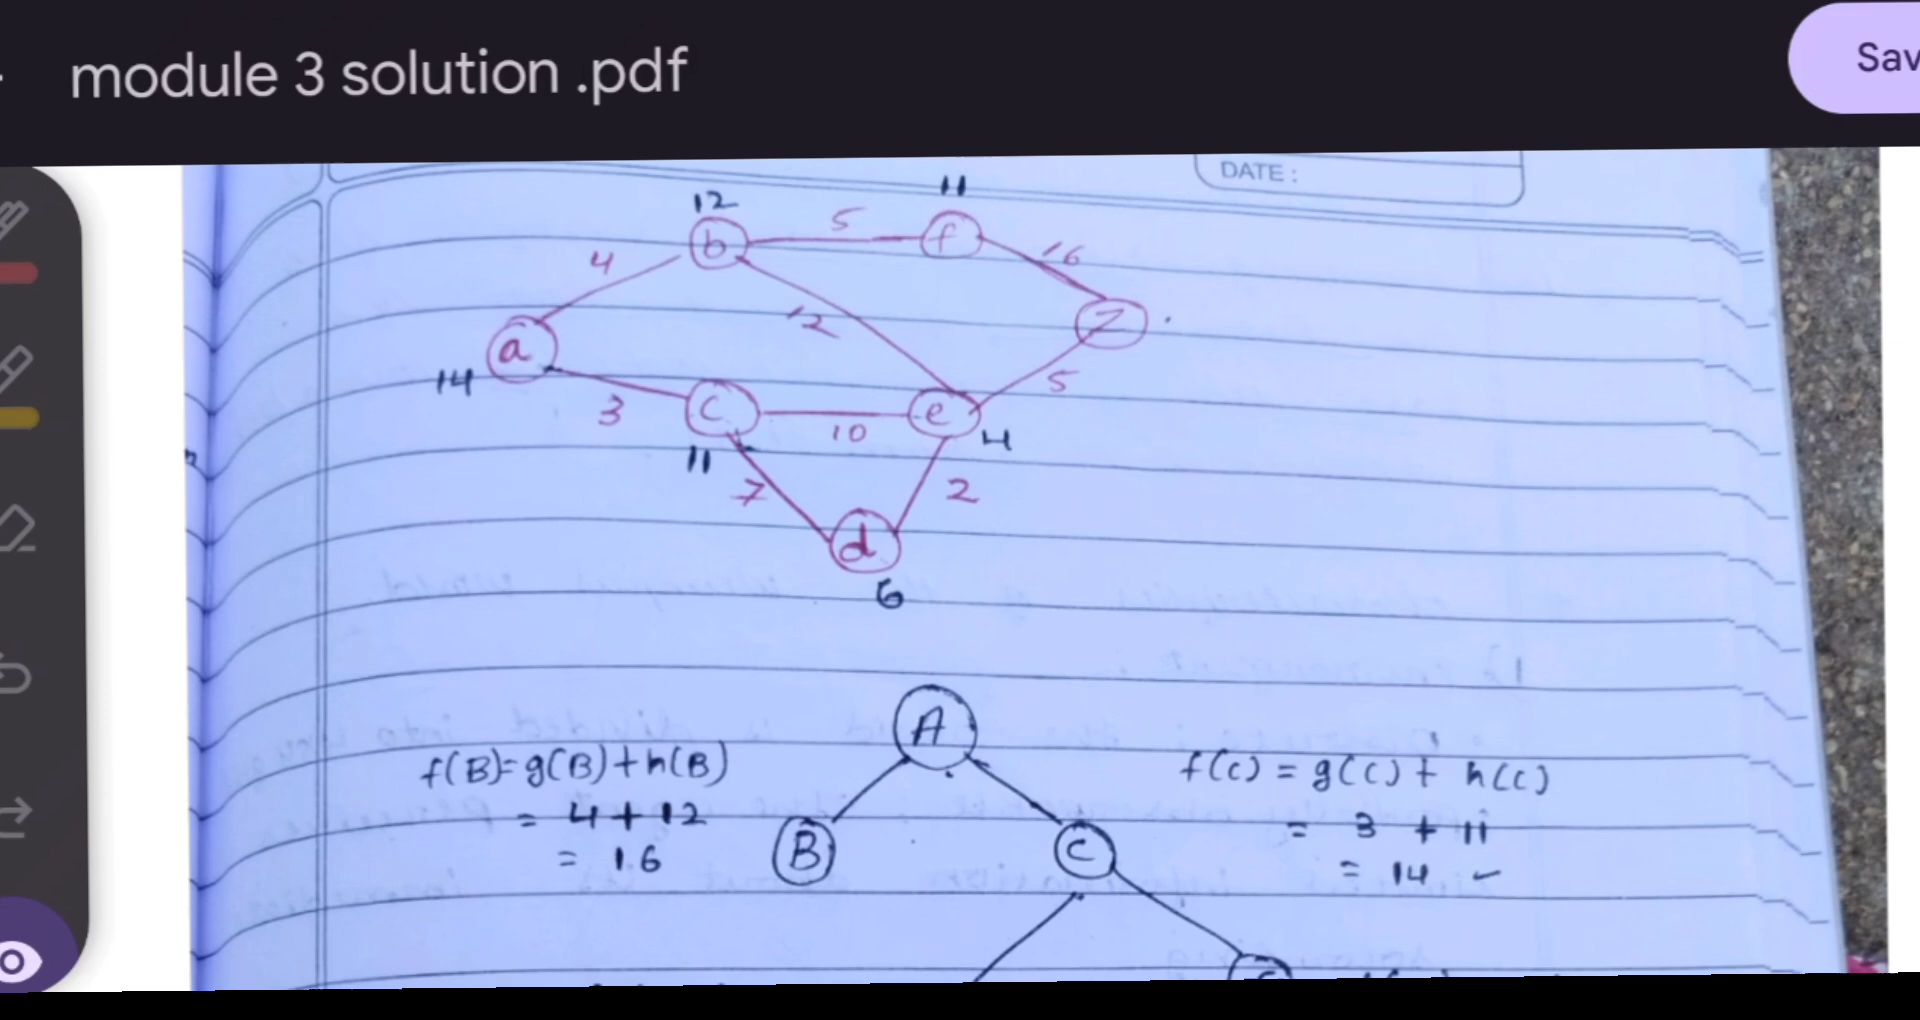 module 3 solution .pdf
Sav
DATE :
12
11
b
5
f
16
4
12
z
a
14
3
c
10
e
5
4
11
7
2
d
6
A
f(B)= g(B)+h(B)
= 4+12
= 16
B
f(c) = g(c) + h(c)
= 3 + 11
= 14 ✓
C